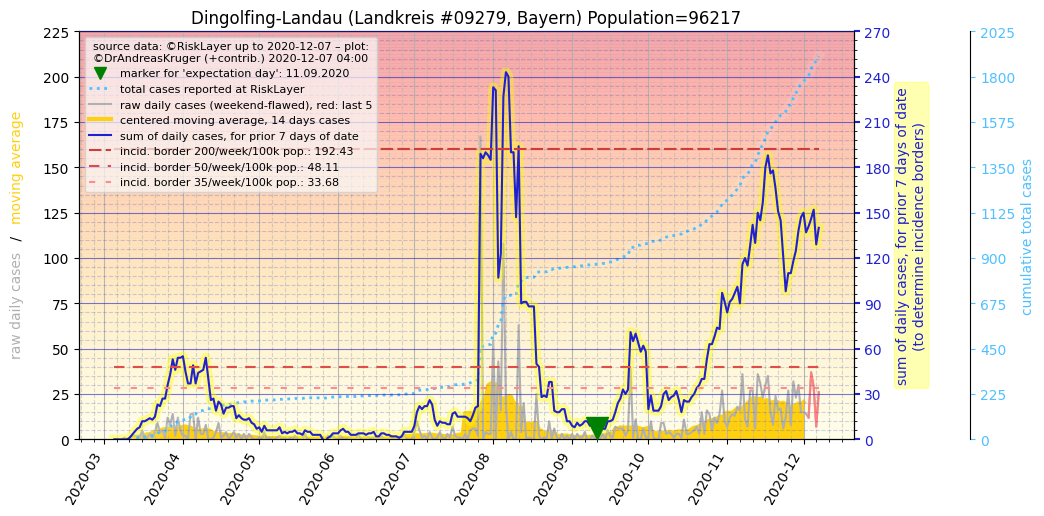 Dingolfing-Landau (Landkreis #09279, Bayern) Population=96217
source data: ©RiskLayer up to 2020-12-07 – plot:
©DrAndreasKruger (+contrib.) 2020-12-07 04:00
marker for 'expectation day': 11.09.2020
total cases reported at RiskLayer
raw daily cases (weekend-flawed), red: last 5
centered moving average, 14 days cases
sum of daily cases, for prior 7 days of date
incid. border 200/week/100k pop.: 192.43
incid. border 50/week/100k pop.: 48.11
incid. border 35/week/100k pop.: 33.68
raw daily cases / moving average
225
200
175
150
125
100
75
50
25
0
2020-03
2020-04
2020-05
2020-06
2020-07
2020-08
2020-09
2020-10
2020-11
2020-12
270
240
210
180
150
120
90
60
30
0
sum of daily cases, for prior 7 days of date
(to determine incidence borders)
2025
1800
1575
1350
1125
900
675
450
225
0
cumulative total cases